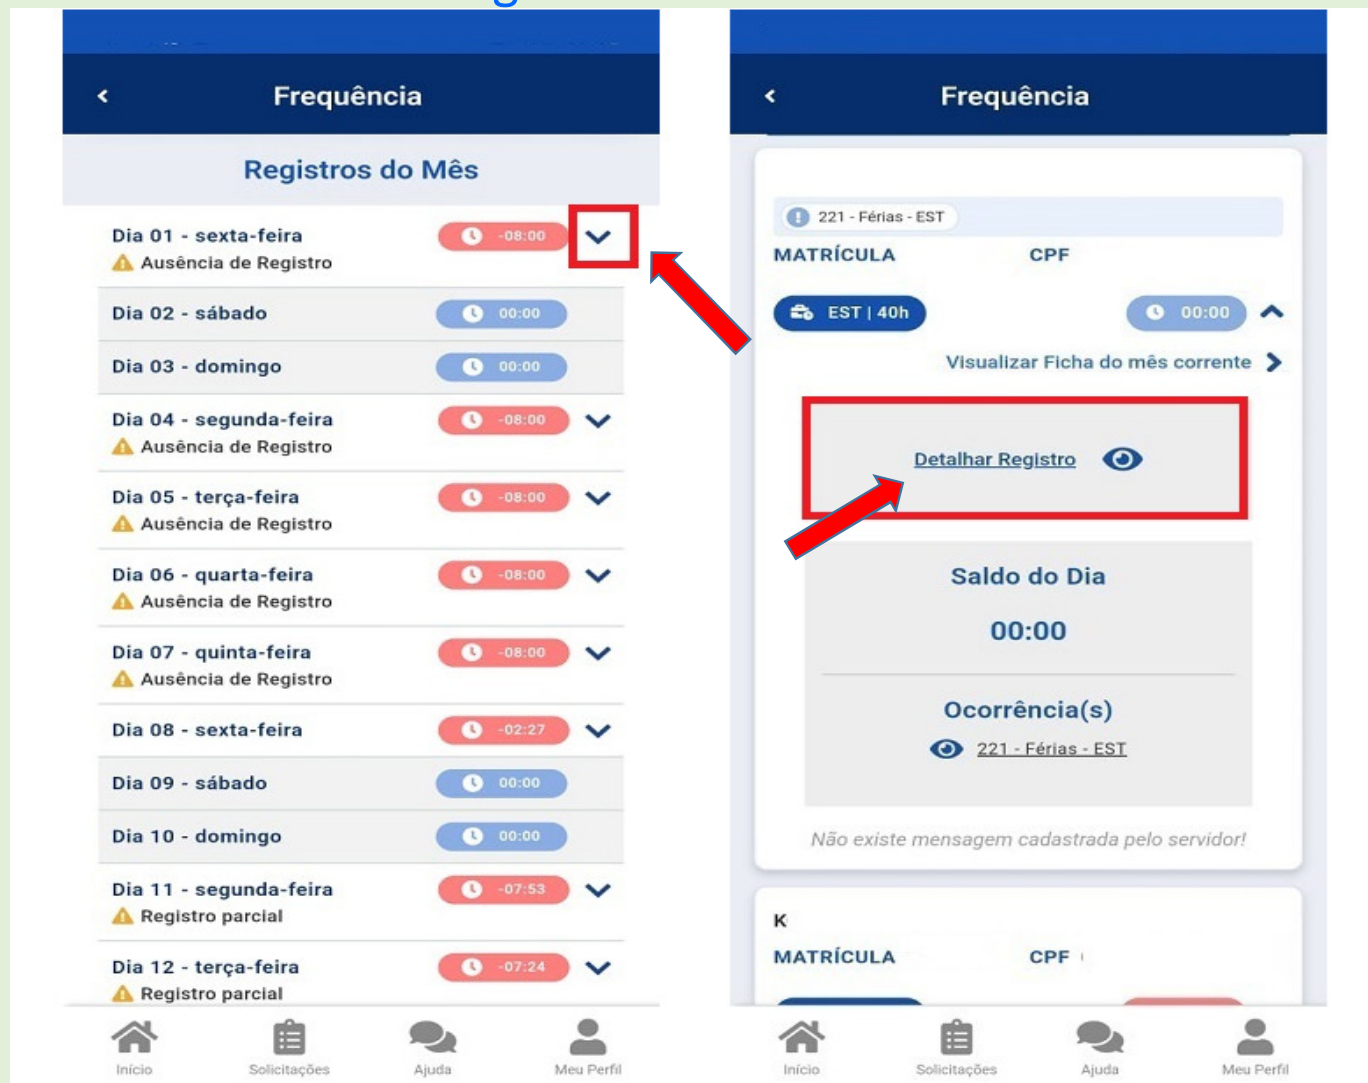 Frequência
Registros do Mês
Dia 01 - sexta-feira
-08:00
Ausência de Registro
Dia 02 - sábado
00:00
Dia 03 - domingo
00:00
Dia 04 - segunda-feira
-08:00
Ausência de Registro
Dia 05 - terça-feira
-08:00
Ausência de Registro
Dia 06 - quarta-feira
-08:00
Ausência de Registro
Dia 07 - quinta-feira
-08:00
Ausência de Registro
Dia 08 - sexta-feira
-02:27
Dia 09 - sábado
00:00
Dia 10 - domingo
00:00
Dia 11 - segunda-feira
-07:53
Registro parcial
Dia 12 - terça-feira
-07:24
Registro parcial
Início
Solicitações
Ajuda
Meu Perfil
Frequência
221 - Férias - EST
MATRÍCULA
CPF
EST | 40h
00:00
Visualizar Ficha do mês corrente
Detalhar Registro
Saldo do Dia
00:00
Ocorrência(s)
221 - Férias - EST
Não existe mensagem cadastrada pelo servidor!
K
MATRÍCULA
CPF
Início
Solicitações
Ajuda
Meu Perfil